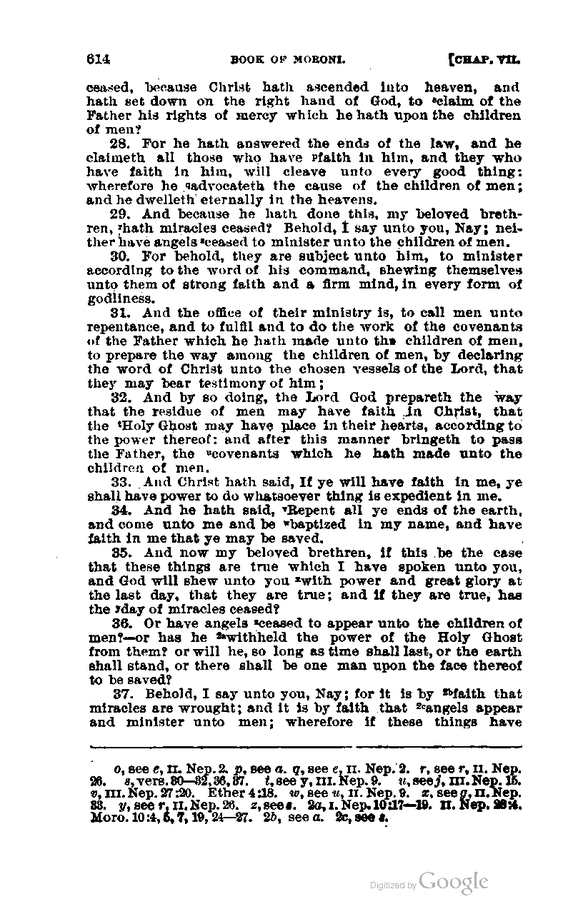 614 BOOK OF MORONI. [CHAP. VII.
ceased, because Christ hath ascended into heaven, and
hath set down on the right hand of God, to ᵒclaim of the
Father his rights of mercy which he hath upon the children
of men?
28. For he hath answered the ends of the law, and he
claimeth all those who have ᵖfaith in him, and they who
have faith in him, will cleave unto every good thing:
wherefore he qadvocateth the cause of the children of men;
and he dwelleth eternally in the heavens.
29. And because he hath done this, my beloved breth-
ren, ʳhath miracles ceased? Behold, I say unto you, Nay; nei-
ther have angels ˢceased to minister unto the children of men.
30. For behold, they are subject unto him, to minister
according to the word of his command, shewing themselves
unto them of strong faith and a firm mind, in every form of
godliness.
31. And the office of their ministry is, to call men unto
repentance, and to fulfil and to do the work of the covenants
of the Father which he hath made unto the children of men,
to prepare the way among the children of men, by declaring
the word of Christ unto the chosen vessels of the Lord, that
they may bear testimony of him;
32. And by so doing, the Lord God prepareth the way
that the residue of men may have faith in Christ, that
the ᵗHoly Ghost may have place in their hearts, according to
the power thereof: and after this manner bringeth to pass
the Father, the ᵘcovenants which he hath made unto the
children of men.
33. And Christ hath said, If ye will have faith in me, ye
shall have power to do whatsoever thing is expedient in me.
34. And he hath said, ᵛRepent all ye ends of the earth,
and come unto me and be ʷbaptized in my name, and have
faith in me that ye may be saved.
35. And now my beloved brethren, if this be the case
that these things are true which I have spoken unto you,
and God will shew unto you ˣwith power and great glory at
the last day, that they are true; and if they are true, has
the ʸday of miracles ceased?
36. Or have angels ᶻceased to appear unto the children of
men?—or has he ²ᵃwithheld the power of the Holy Ghost
from them? or will he, so long as time shall last, or the earth
shall stand, or there shall be one man upon the face thereof
to be saved?
37. Behold, I say unto you, Nay; for it is by ²ᵇfaith that
miracles are wrought; and it is by faith that ²ᶜangels appear
and minister unto men; wherefore if these things have
o, see e, II. Nep. 2. p, see a. q, see e, II. Nep. 2. r, see r, II. Nep.
26. s, vers. 30—32, 36, 37. t, see y, III. Nep. 9. u, see j, III. Nep. 15.
v, III. Nep. 27:20. Ether 4:18. w, see u, II. Nep. 9. x, see g, II. Nep.
33. y, see r, II. Nep. 26. z, see s. 2a, I. Nep. 10:17—19. II. Nep. 28:4.
Moro. 10:4, 5, 7, 19, 24—27. 2b, see a. 2c, see s.
Digitized by Google